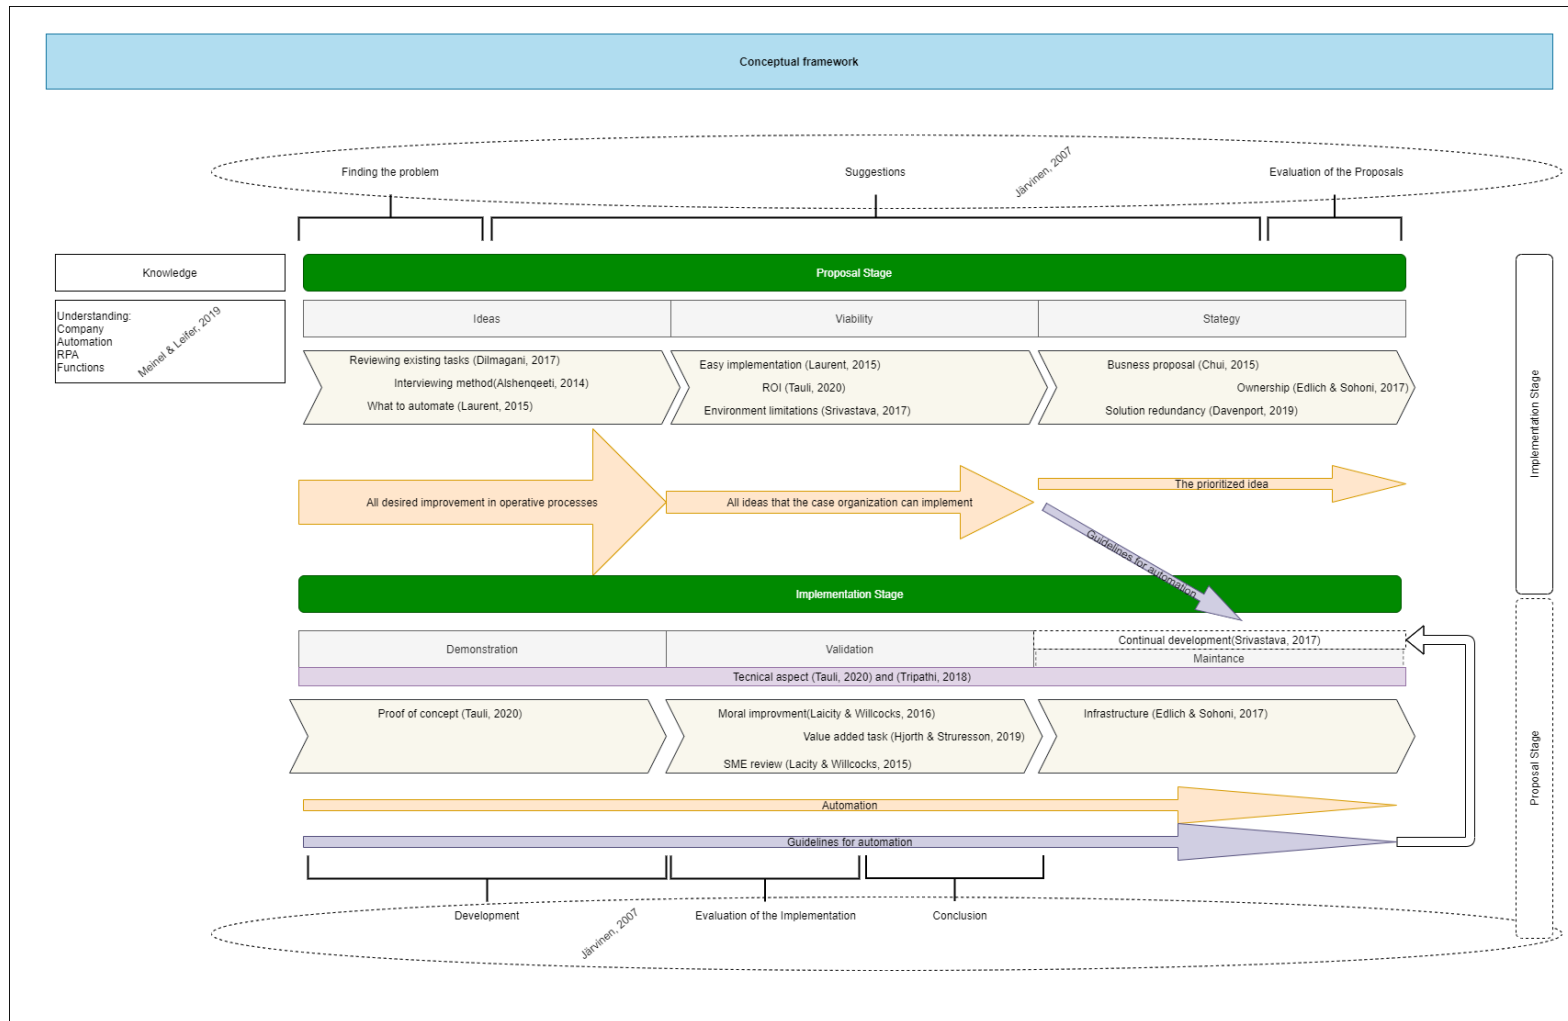 Conceptual framework
Finding the problem
Suggestions
Järvinen, 2007
Evaluation of the Proposals
Knowledge
Proposal Stage
Understanding:
Company
Automation
RPA
Functions
Meinel & Leifer, 2019
Ideas
Viability
Stategy
Reviewing existing tasks (Dilmagani, 2017)
Interviewing method(Alshenqeeti, 2014)
What to automate (Laurent, 2015)
Easy implementation (Laurent, 2015)
ROI (Tauli, 2020)
Environment limitations (Srivastava, 2017)
Busness proposal (Chui, 2015)
Ownership (Edlich & Sohoni, 2017)
Solution redundancy (Davenport, 2019)
Implementation Stage
All desired improvement in operative processes
All ideas that the case organization can implement
The prioritized idea
Guidelines for automation
Implementation Stage
Demonstration
Validation
Continual development(Srivastava, 2017)
Maintance
Tecnical aspect (Tauli, 2020) and (Tripathi, 2018)
Proof of concept (Tauli, 2020)
Moral improvment(Laicity & Willcocks, 2016)
Value added task (Hjorth & Struresson, 2019)
SME review (Lacity & Willcocks, 2015)
Infrastructure (Edlich & Sohoni, 2017)
Proposal Stage
Automation
Guidelines for automation
Development
Järvinen, 2007
Evaluation of the Implementation
Conclusion